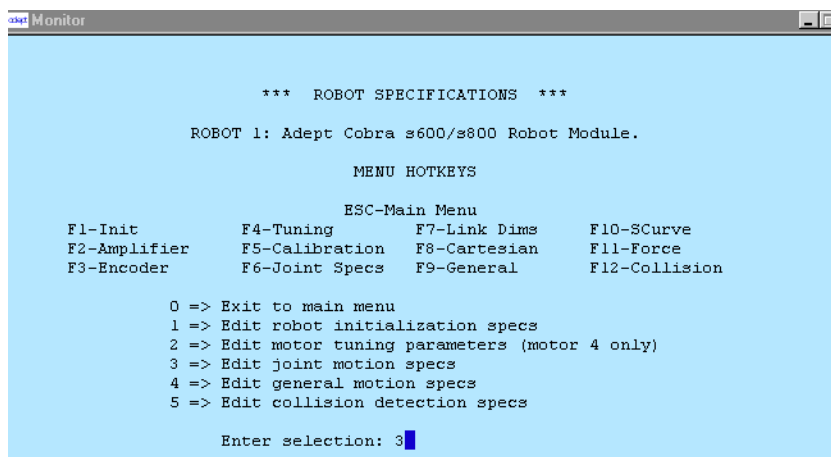 adept Monitor
*** ROBOT SPECIFICATIONS ***
ROBOT 1: Adept Cobra s600/s800 Robot Module.
MENU HOTKEYS
ESC-Main Menu
F1-Init F4-Tuning F7-Link Dims F10-SCurve
F2-Amplifier F5-Calibration F8-Cartesian F11-Force
F3-Encoder F6-Joint Specs F9-General F12-Collision
0 => Exit to main menu
1 => Edit robot initialization specs
2 => Edit motor tuning parameters (motor 4 only)
3 => Edit joint motion specs
4 => Edit general motion specs
5 => Edit collision detection specs
Enter selection: 3